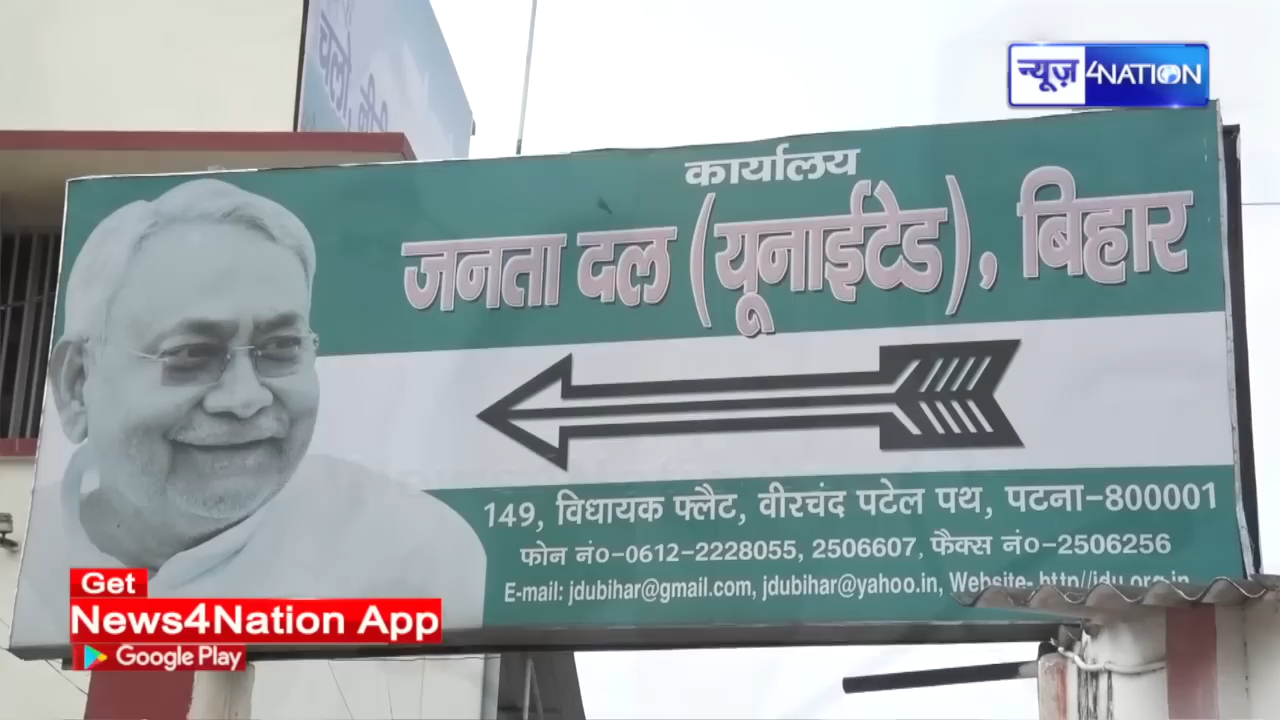 चलो,
न्यूज़ 4NATION
कार्यालय
जनता दल (यूनाईटेड), बिहार
149, विधायक फ्लैट, वीरचंद पटेल पथ, पटना-800001
फोन नं०-0612-2228055, 2506607, फैक्स नं०-2506256
E-mail: jdubihar@gmail.com, jdubihar@yahoo.in, Website- http//jdu.org.in
Get
News4Nation App
Google Play